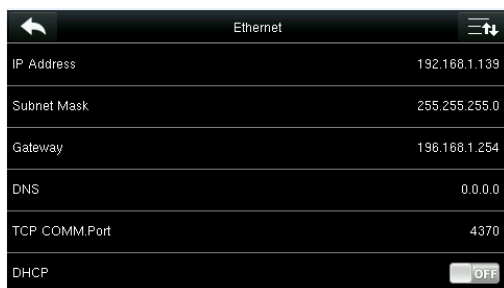 Ethernet
IP Address 192.168.1.139
Subnet Mask 255.255.255.0
Gateway 196.168.1.254
DNS 0.0.0.0
TCP COMM.Port 4370
DHCP OFF